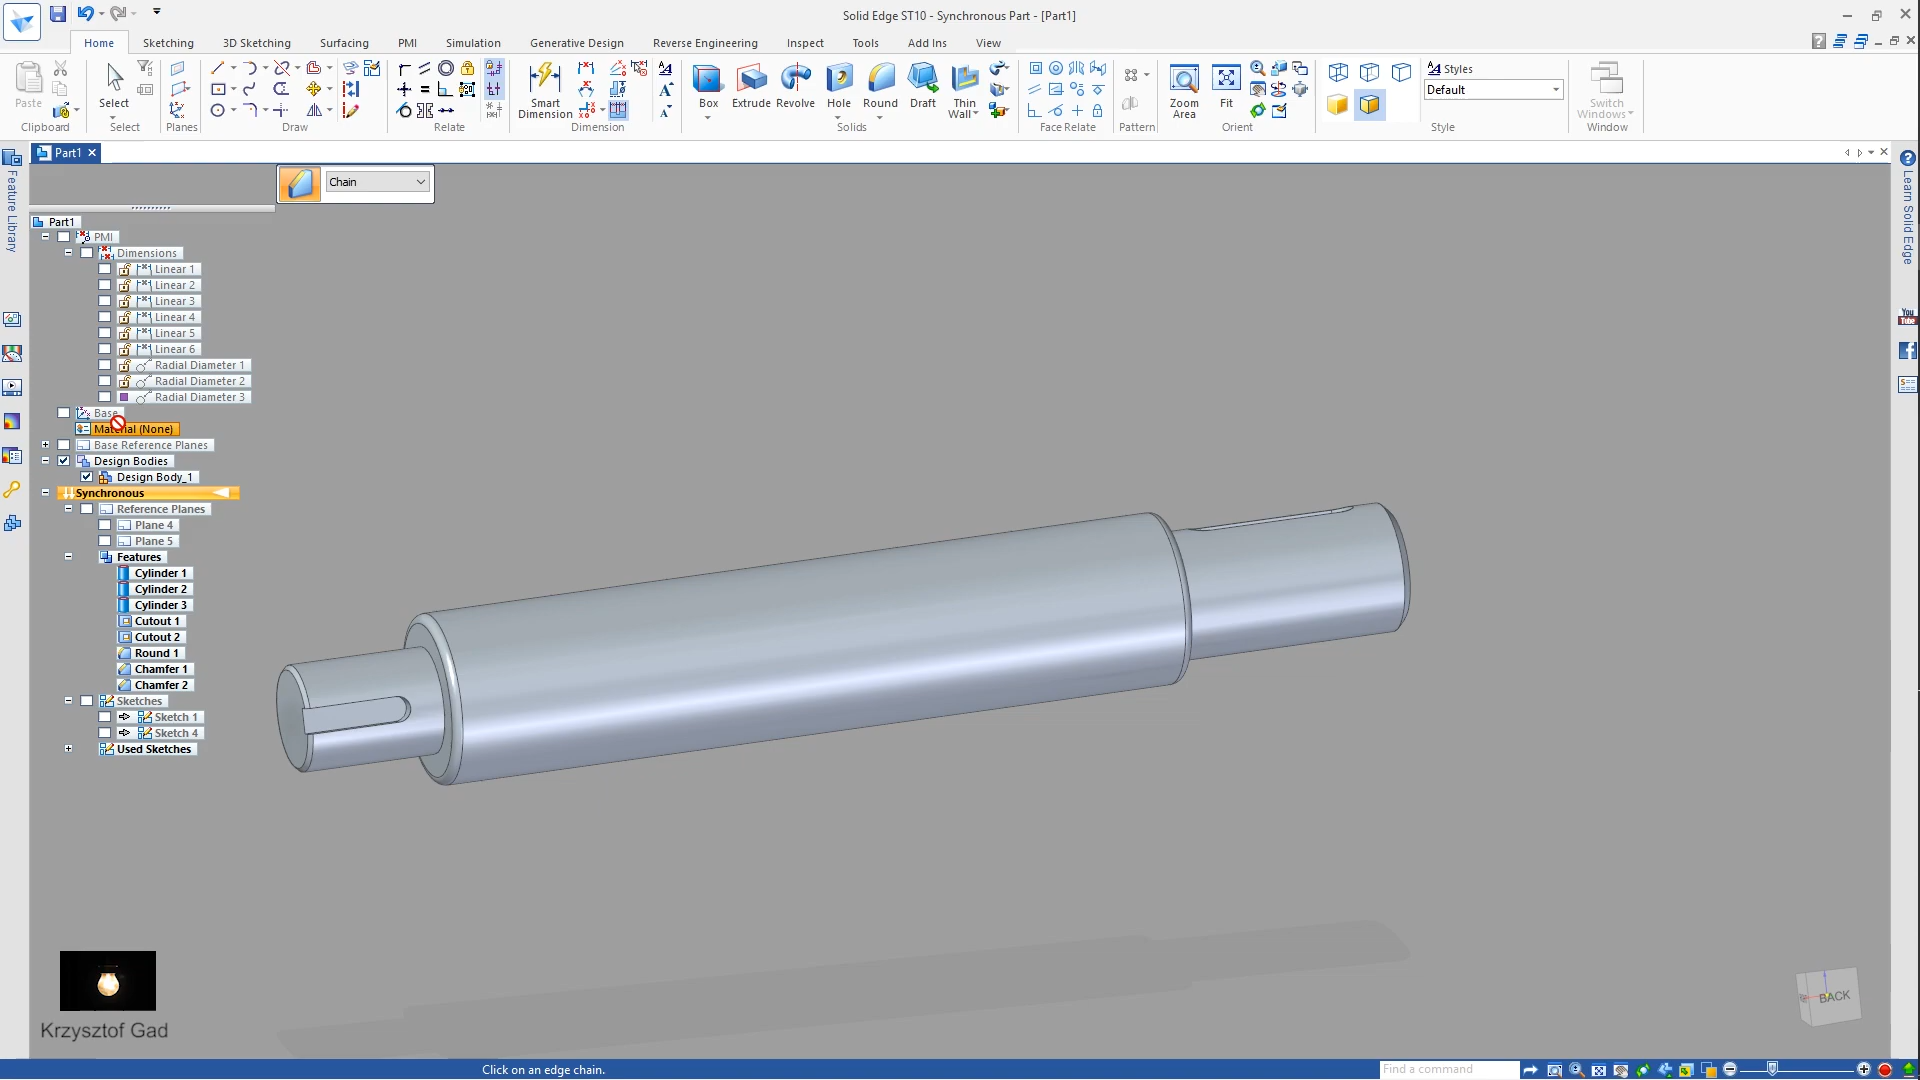 Solid Edge ST10 - Synchronous Part - [Part1]
Home
Sketching
3D Sketching
Surfacing
PMI
Simulation
Generative Design
Reverse Engineering
Inspect
Tools
Add Ins
View
Paste
Clipboard
Select
Select
Planes
Draw
Relate
Smart
Dimension
Dimension
Box
Extrude
Revolve
Hole
Round
Draft
Thin
Wall
Solids
Face Relate
Pattern
Zoom
Area
Fit
Orient
Styles
Default
Style
Switch
Windows
Window
Part1
Chain
Feature Library
Learn Solid Edge
You
Tube
Part1
PMI
Dimensions
Linear 1
Linear 2
Linear 3
Linear 4
Linear 5
Linear 6
Radial Diameter 1
Radial Diameter 2
Radial Diameter 3
Base
Material (None)
Base Reference Planes
Design Bodies
Design Body_1
Synchronous
Reference Planes
Plane 4
Plane 5
Features
Cylinder 1
Cylinder 2
Cylinder 3
Cutout 1
Cutout 2
Round 1
Chamfer 1
Chamfer 2
Sketches
Sketch 1
Sketch 4
Used Sketches
Krzysztof Gad
BACK
Click on an edge chain.
Find a command